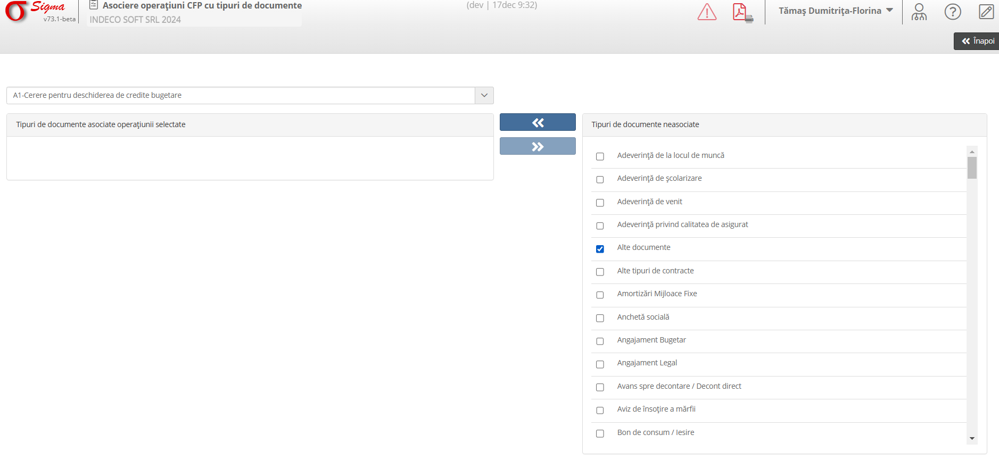 Sigma
v73.1-beta
Asociere operaţiuni CFP cu tipuri de documente
INDECO SOFT SRL 2024
(dev | 17dec 9:32)
Tămaş Dumitriţa-Florina
Înapoi
A1-Cerere pentru deschiderea de credite bugetare
Tipuri de documente asociate operaţiunii selectate
Tipuri de documente neasociate
Adeverinţă de la locul de muncă
Adeverinţă de şcolarizare
Adeverinţă de venit
Adeverinţă privind calitatea de asigurat
Alte documente
Alte tipuri de contracte
Amortizări Mijloace Fixe
Anchetă socială
Angajament Bugetar
Angajament Legal
Avans spre decontare / Decont direct
Aviz de însoţire a mărfii
Bon de consum / Iesire